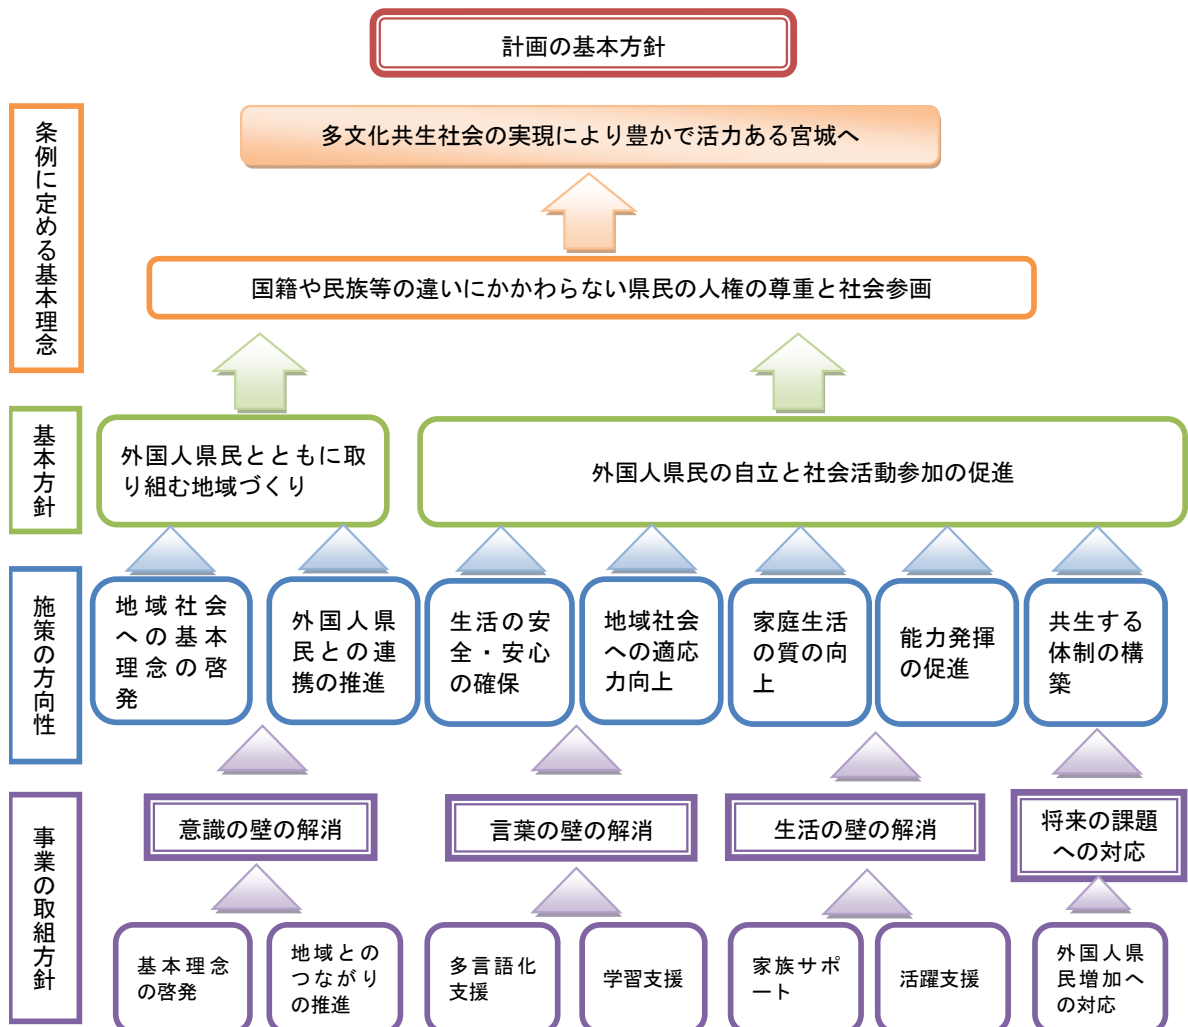 計画の基本方針
条例に定める基本理念
多文化共生社会の実現により豊かで活力ある宮城へ
国籍や民族等の違いにかかわらない県民の人権の尊重と社会参画
基本方針
外国人県民とともに取
り組む地域づくり
外国人県民の自立と社会活動参加の促進
施策の方向性
地域社会
への基本
理念の啓
発
外国人県
民との連
携の推進
生活の安
全・安心
の確保
地域社会
への適応
力向上
家庭生活
の質の向
上
能力発揮
の促進
共生する
体制の構
築
事業の取組方針
意識の壁の解消
言葉の壁の解消
生活の壁の解消
将来の課題
への対応
基本理念
の啓発
地域との
つながり
の推進
多言語化
支援
学習支援
家族サポ
ート
活躍支援
外国人県
民増加へ
の対応